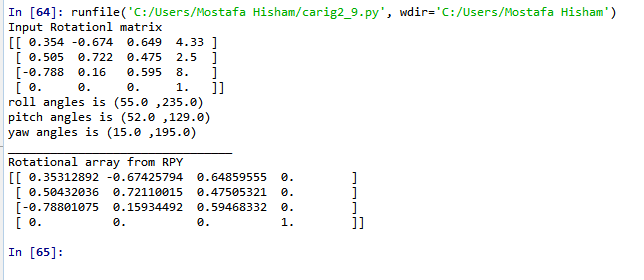 In [64]: runfile('C:/Users/Mostafa Hisham/carig2_9.py', wdir='C:/Users/Mostafa Hisham')
Input Rotationl matrix
[[ 0.354 -0.674  0.649  4.33 ]
 [ 0.505  0.722  0.475  2.5  ]
 [-0.788  0.16   0.595  8.   ]
 [ 0.     0.     0.     1.   ]]
roll angles is (55.0 ,235.0)
pitch angles is (52.0 ,129.0)
yaw angles is (15.0 ,195.0)
________________________________
Rotational array from RPY
[[ 0.35312892 -0.67425794  0.64859555  0.        ]
 [ 0.50432036  0.72110015  0.47505321  0.        ]
 [-0.78801075  0.15934492  0.59468332  0.        ]
 [ 0.          0.          0.          1.        ]]
In [65]: